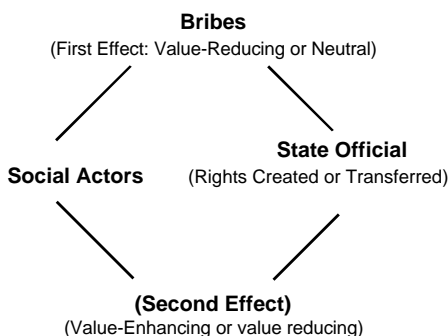 Bribes
(First Effect: Value-Reducing or Neutral)
State Official
Social Actors
(Rights Created or Transferred)
(Second Effect)
(Value-Enhancing or value reducing)